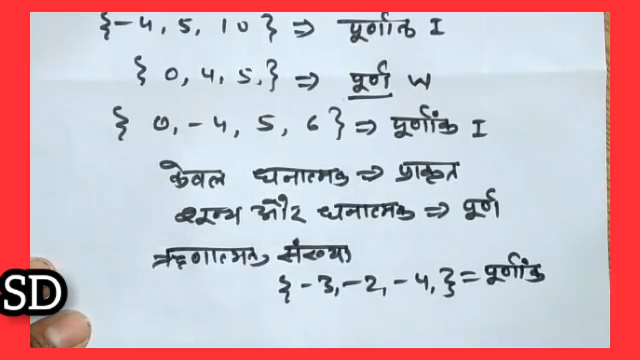 {-4, 5, 10} => पूर्णांक I
{ 0, 4, 5,} => पूर्ण W
{ 0, -4, 5, 6} => पूर्णांक I
केवल धनात्मक => प्राकृत
शून्य और धनात्मक => पूर्ण
ऋणात्मक संख्या
{ -3, -2, -4, } = पूर्णांक
SD